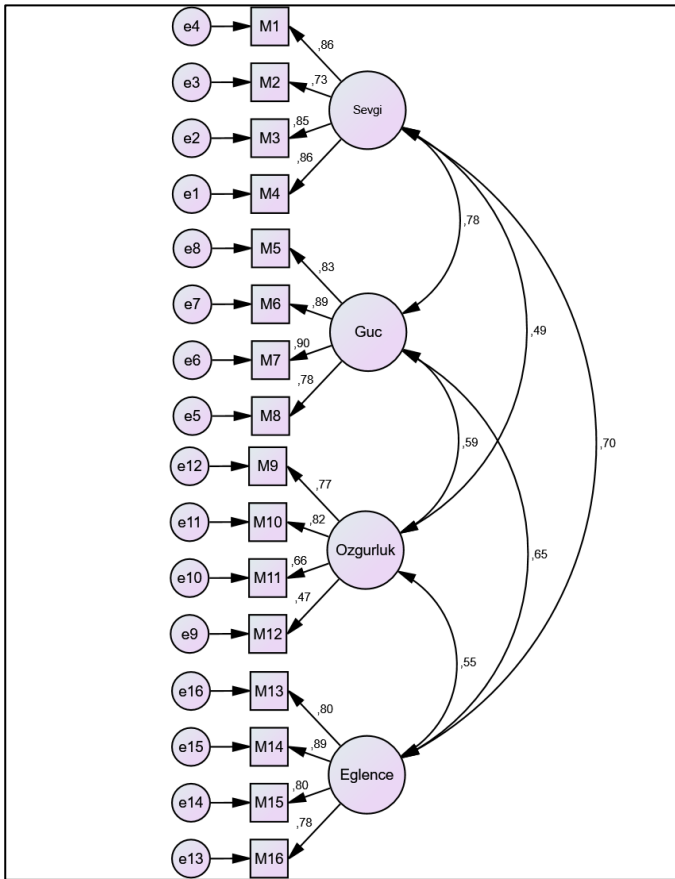 e4 M1
,86
e3 M2
,73
Sevgi
e2 M3
,85
e1 M4
,86
,78
e8 M5
,83
e7 M6
,89
Guc
,49
e6 M7
,90
e5 M8
,78
,59
,70
e12 M9
,77
e11 M10
,82
Ozgurluk
,65
e10 M11
,66
e9 M12
,47
,55
e16 M13
,80
e15 M14
,89
Eglence
e14 M15
,80
e13 M16
,78